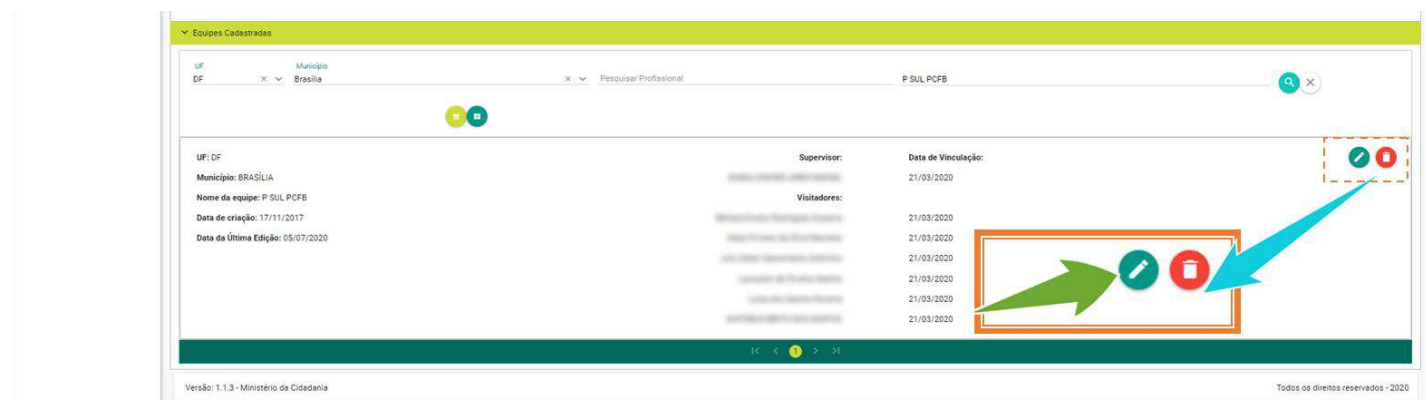 Equipes Cadastradas
UF Município
DF Brasília Pesquisar Profissional P SUL PCFB
UF: DF Supervisor: Data de Vinculação:
Município: BRASÍLIA 21/03/2020
Nome da equipe: P SUL PCFB Visitadores:
Data de criação: 17/11/2017 21/03/2020
Data da Última Edição: 05/07/2020 21/03/2020
21/03/2020
21/03/2020
21/03/2020
21/03/2020
1
Versão: 1.1.3 - Ministério da Cidadania Todos os direitos reservados - 2020